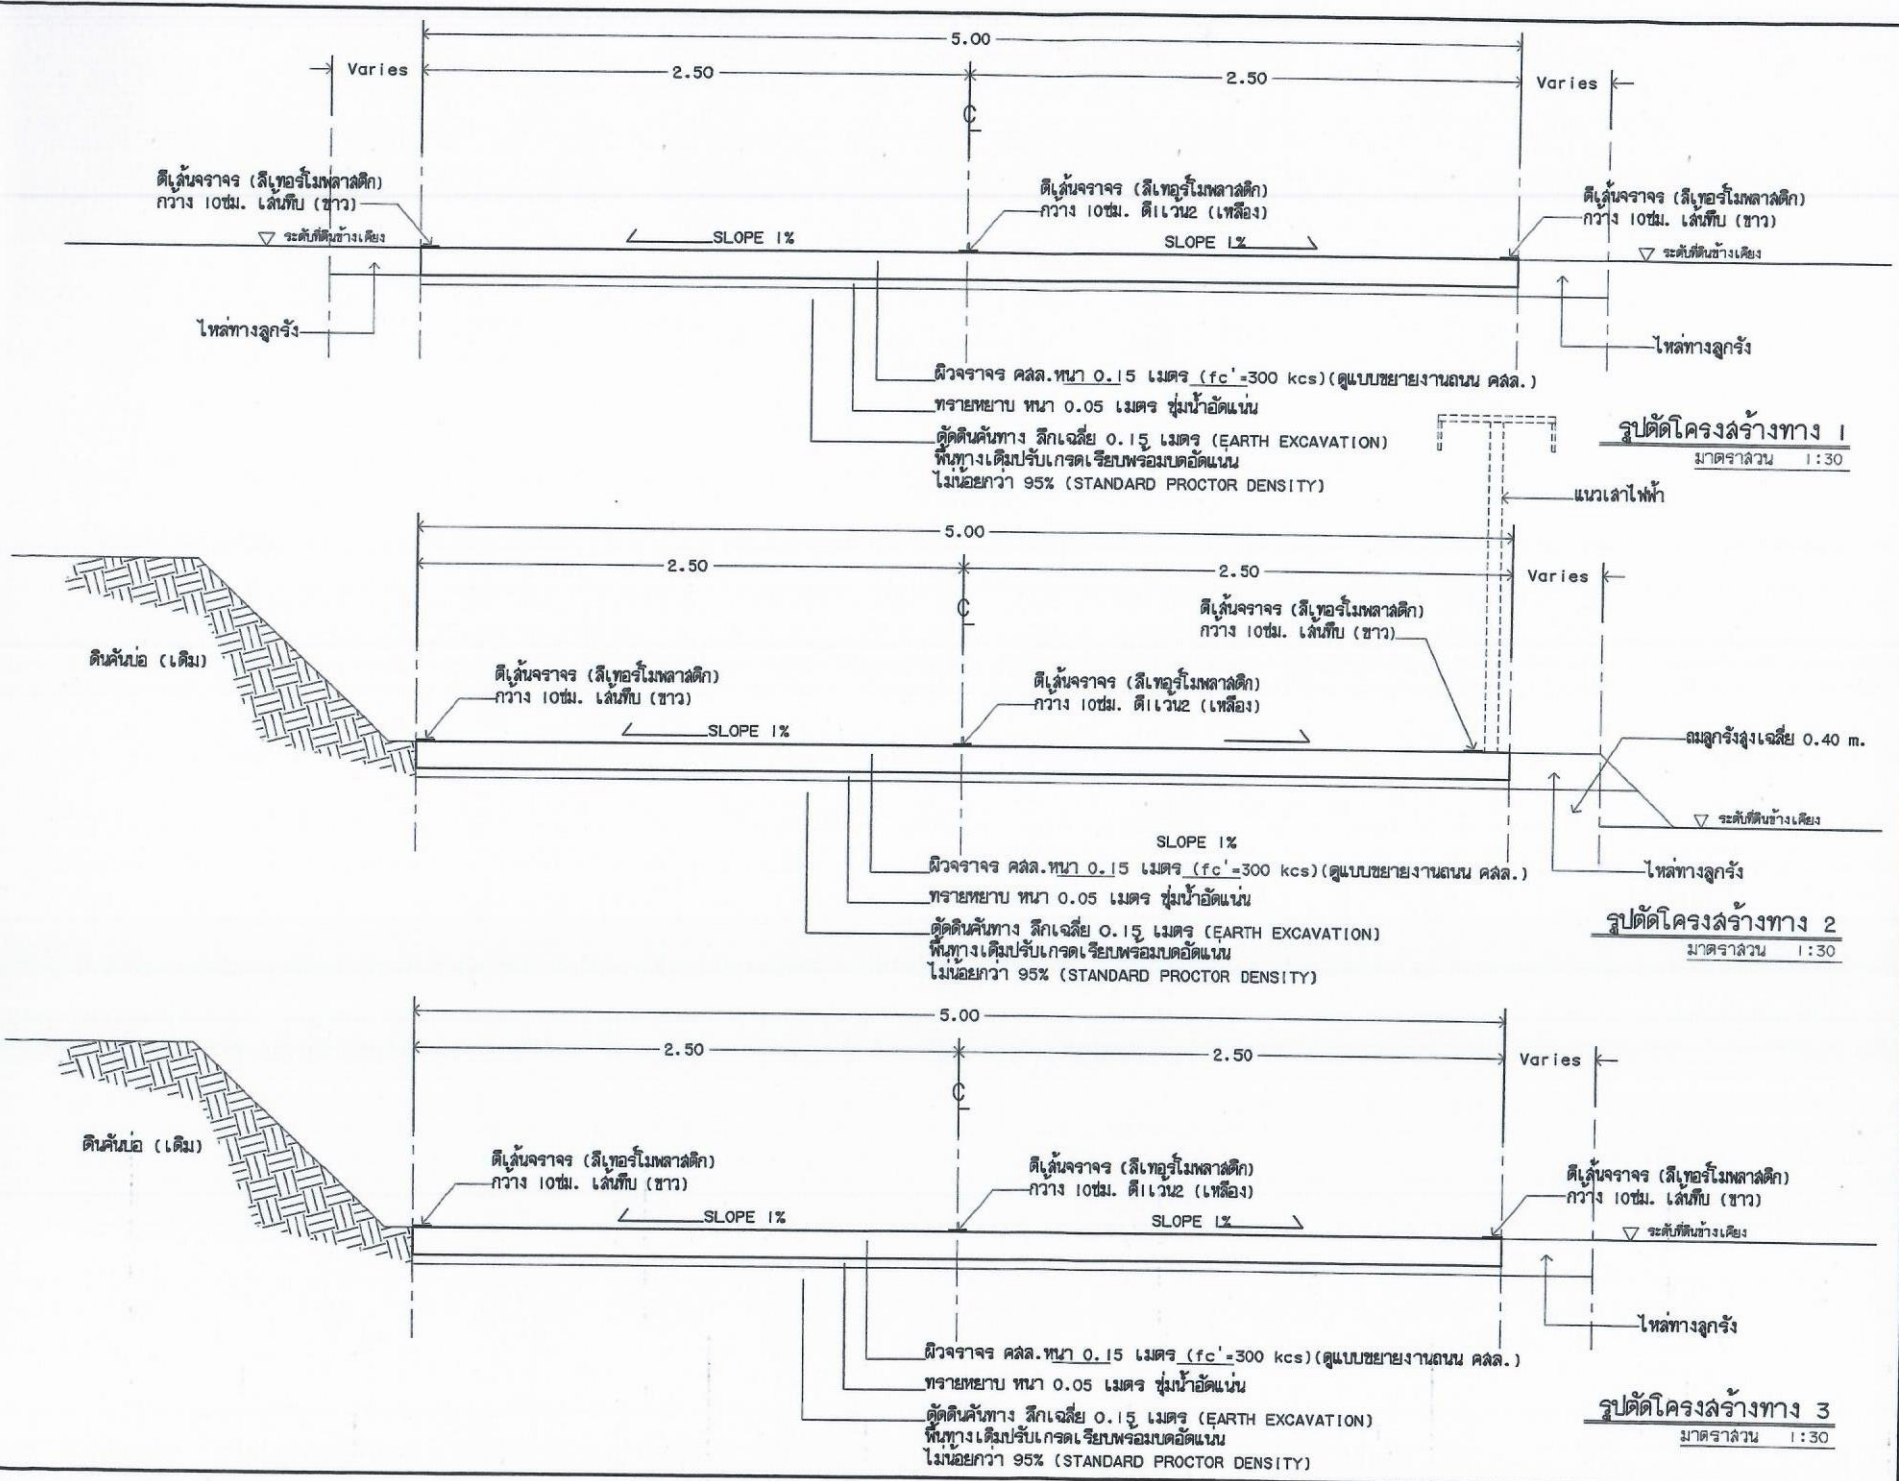 5.00
Varies 2.50 2.50 Varies
ตีเส้นจราจร (สีเทอร์โมพลาสติก)
กว้าง 10ซม. เส้นทึบ (ขาว)
ตีเส้นจราจร (สีเทอร์โมพลาสติก)
กว้าง 10ซม. ตี1เว้น2 (เหลือง)
ตีเส้นจราจร (สีเทอร์โมพลาสติก)
กว้าง 10ซม. เส้นทึบ (ขาว)
ระดับที่ดินข้างเคียง
SLOPE 1%
SLOPE 1%
ระดับที่ดินข้างเคียง
ไหล่ทางลูกรัง
ไหล่ทางลูกรัง
ผิวจราจร คสล.หนา 0.15 เมตร (fc'=300 kcs)(ดูแบบขยายงานถนน คสล.)
ทรายหยาบ หนา 0.05 เมตร ชุ่มน้ำอัดแน่น
ตัดดินคันทาง ลึกเฉลี่ย 0.15 เมตร (EARTH EXCAVATION)
พื้นทางเดิมปรับเกรดเรียบพร้อมบดอัดแน่น
ไม่น้อยกว่า 95% (STANDARD PROCTOR DENSITY)
รูปตัดโครงสร้างทาง 1
มาตราส่วน 1:30
แนวเสาไฟฟ้า
5.00
2.50 2.50 Varies
ตีเส้นจราจร (สีเทอร์โมพลาสติก)
กว้าง 10ซม. เส้นทึบ (ขาว)
ดินคันบ่อ (เดิม)
ตีเส้นจราจร (สีเทอร์โมพลาสติก)
กว้าง 10ซม. เส้นทึบ (ขาว)
ตีเส้นจราจร (สีเทอร์โมพลาสติก)
กว้าง 10ซม. ตี1เว้น2 (เหลือง)
SLOPE 1%
ถมลูกรังสูงเฉลี่ย 0.40 m.
ระดับที่ดินข้างเคียง
SLOPE 1%
ผิวจราจร คสล.หนา 0.15 เมตร (fc'=300 kcs)(ดูแบบขยายงานถนน คสล.)
ไหล่ทางลูกรัง
ทรายหยาบ หนา 0.05 เมตร ชุ่มน้ำอัดแน่น
ตัดดินคันทาง ลึกเฉลี่ย 0.15 เมตร (EARTH EXCAVATION)
พื้นทางเดิมปรับเกรดเรียบพร้อมบดอัดแน่น
ไม่น้อยกว่า 95% (STANDARD PROCTOR DENSITY)
รูปตัดโครงสร้างทาง 2
มาตราส่วน 1:30
5.00
2.50 2.50 Varies
ดินคันบ่อ (เดิม)
ตีเส้นจราจร (สีเทอร์โมพลาสติก)
กว้าง 10ซม. เส้นทึบ (ขาว)
ตีเส้นจราจร (สีเทอร์โมพลาสติก)
กว้าง 10ซม. ตี1เว้น2 (เหลือง)
ตีเส้นจราจร (สีเทอร์โมพลาสติก)
กว้าง 10ซม. เส้นทึบ (ขาว)
SLOPE 1%
SLOPE 1%
ระดับที่ดินข้างเคียง
ไหล่ทางลูกรัง
ผิวจราจร คสล.หนา 0.15 เมตร (fc'=300 kcs)(ดูแบบขยายงานถนน คสล.)
ทรายหยาบ หนา 0.05 เมตร ชุ่มน้ำอัดแน่น
ตัดดินคันทาง ลึกเฉลี่ย 0.15 เมตร (EARTH EXCAVATION)
พื้นทางเดิมปรับเกรดเรียบพร้อมบดอัดแน่น
ไม่น้อยกว่า 95% (STANDARD PROCTOR DENSITY)
รูปตัดโครงสร้างทาง 3
มาตราส่วน 1:30